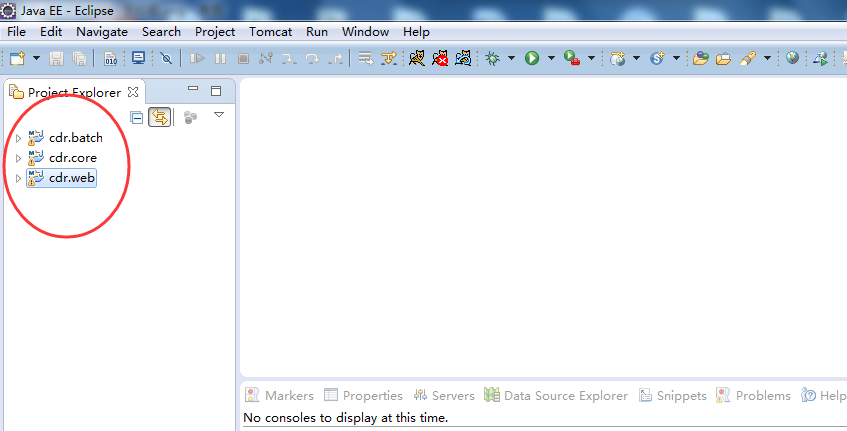 Java EE - Eclipse
File Edit Navigate Search Project Tomcat Run Window Help
Project Explorer
cdr.batch
cdr.core
cdr.web
Markers Properties Servers Data Source Explorer Snippets Problems Help
No consoles to display at this time.